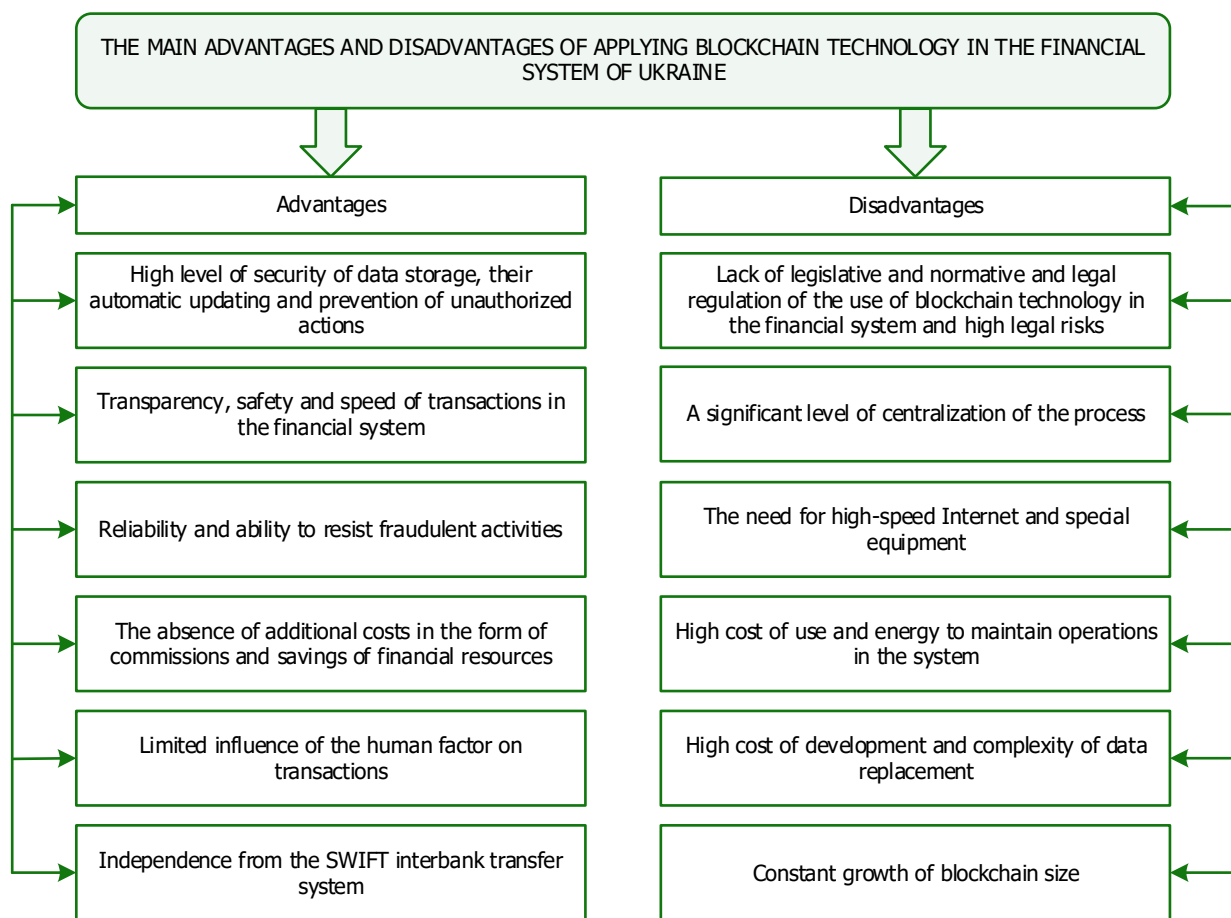 THE MAIN ADVANTAGES AND DISADVANTAGES OF APPLYING BLOCKCHAIN TECHNOLOGY IN THE FINANCIAL
SYSTEM OF UKRAINE
Advantages
High level of security of data storage, their
automatic updating and prevention of unauthorized
actions
Transparency, safety and speed of transactions in
the financial system
Reliability and ability to resist fraudulent activities
The absence of additional costs in the form of
commissions and savings of financial resources
Limited influence of the human factor on
transactions
Independence from the SWIFT interbank transfer
system
Disadvantages
Lack of legislative and normative and legal
regulation of the use of blockchain technology in
the financial system and high legal risks
A significant level of centralization of the process
The need for high-speed Internet and special
equipment
High cost of use and energy to maintain operations
in the system
High cost of development and complexity of data
replacement
Constant growth of blockchain size